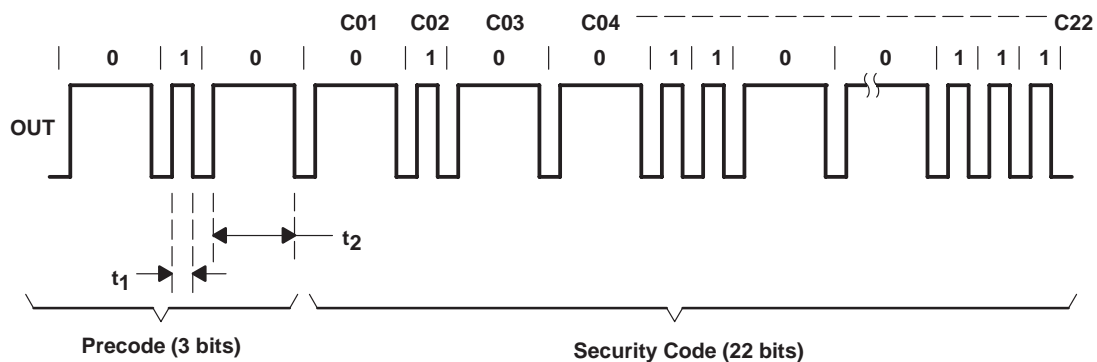 C01 C02 C03 C04 C22
0 1 0 0 1 0 0 1 1 0 0 1 1 1
OUT
t2
t1
Precode (3 bits)
Security Code (22 bits)